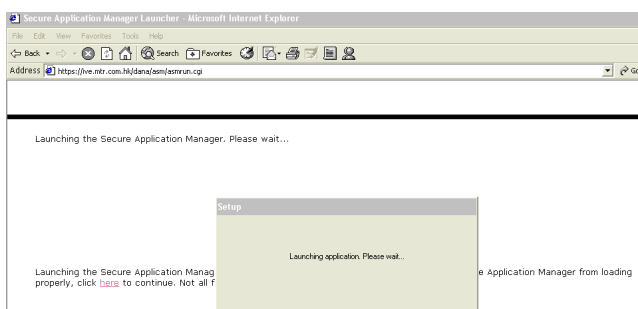 Secure Application Manager Launcher - Microsoft Internet Explorer
File Edit View Favorites Tools Help
Back Search Favorites
Address https://ive.mtr.com.hk/dana/asm/asmrun.cgi
Launching the Secure Application Manager. Please wait...
Setup
Launching application. Please wait...
Launching the Secure Application Manag e Application Manager from loading
properly, click here to continue. Not all f